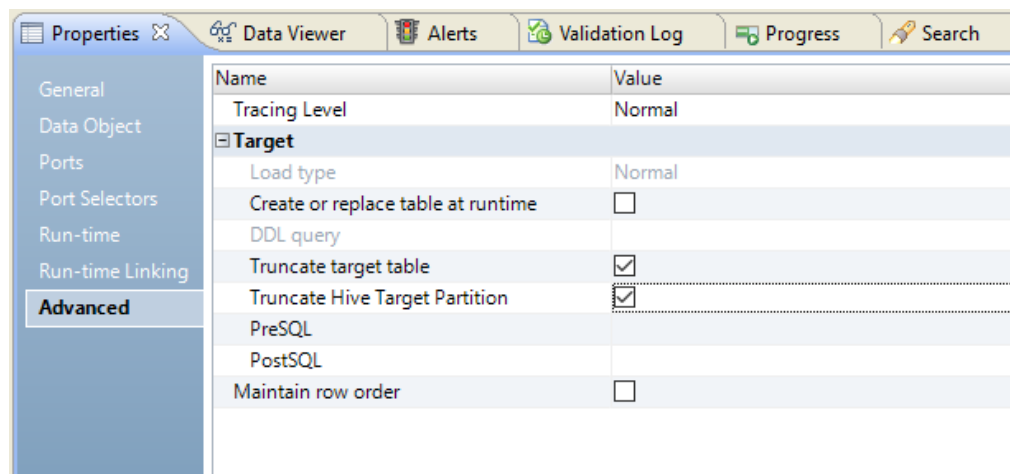 Properties Data Viewer Alerts Validation Log Progress Search
General
Data Object
Ports
Port Selectors
Run-time
Run-time Linking
Advanced
Name Value
Tracing Level Normal
Target
Load type Normal
Create or replace table at runtime
DDL query
Truncate target table
Truncate Hive Target Partition
PreSQL
PostSQL
Maintain row order